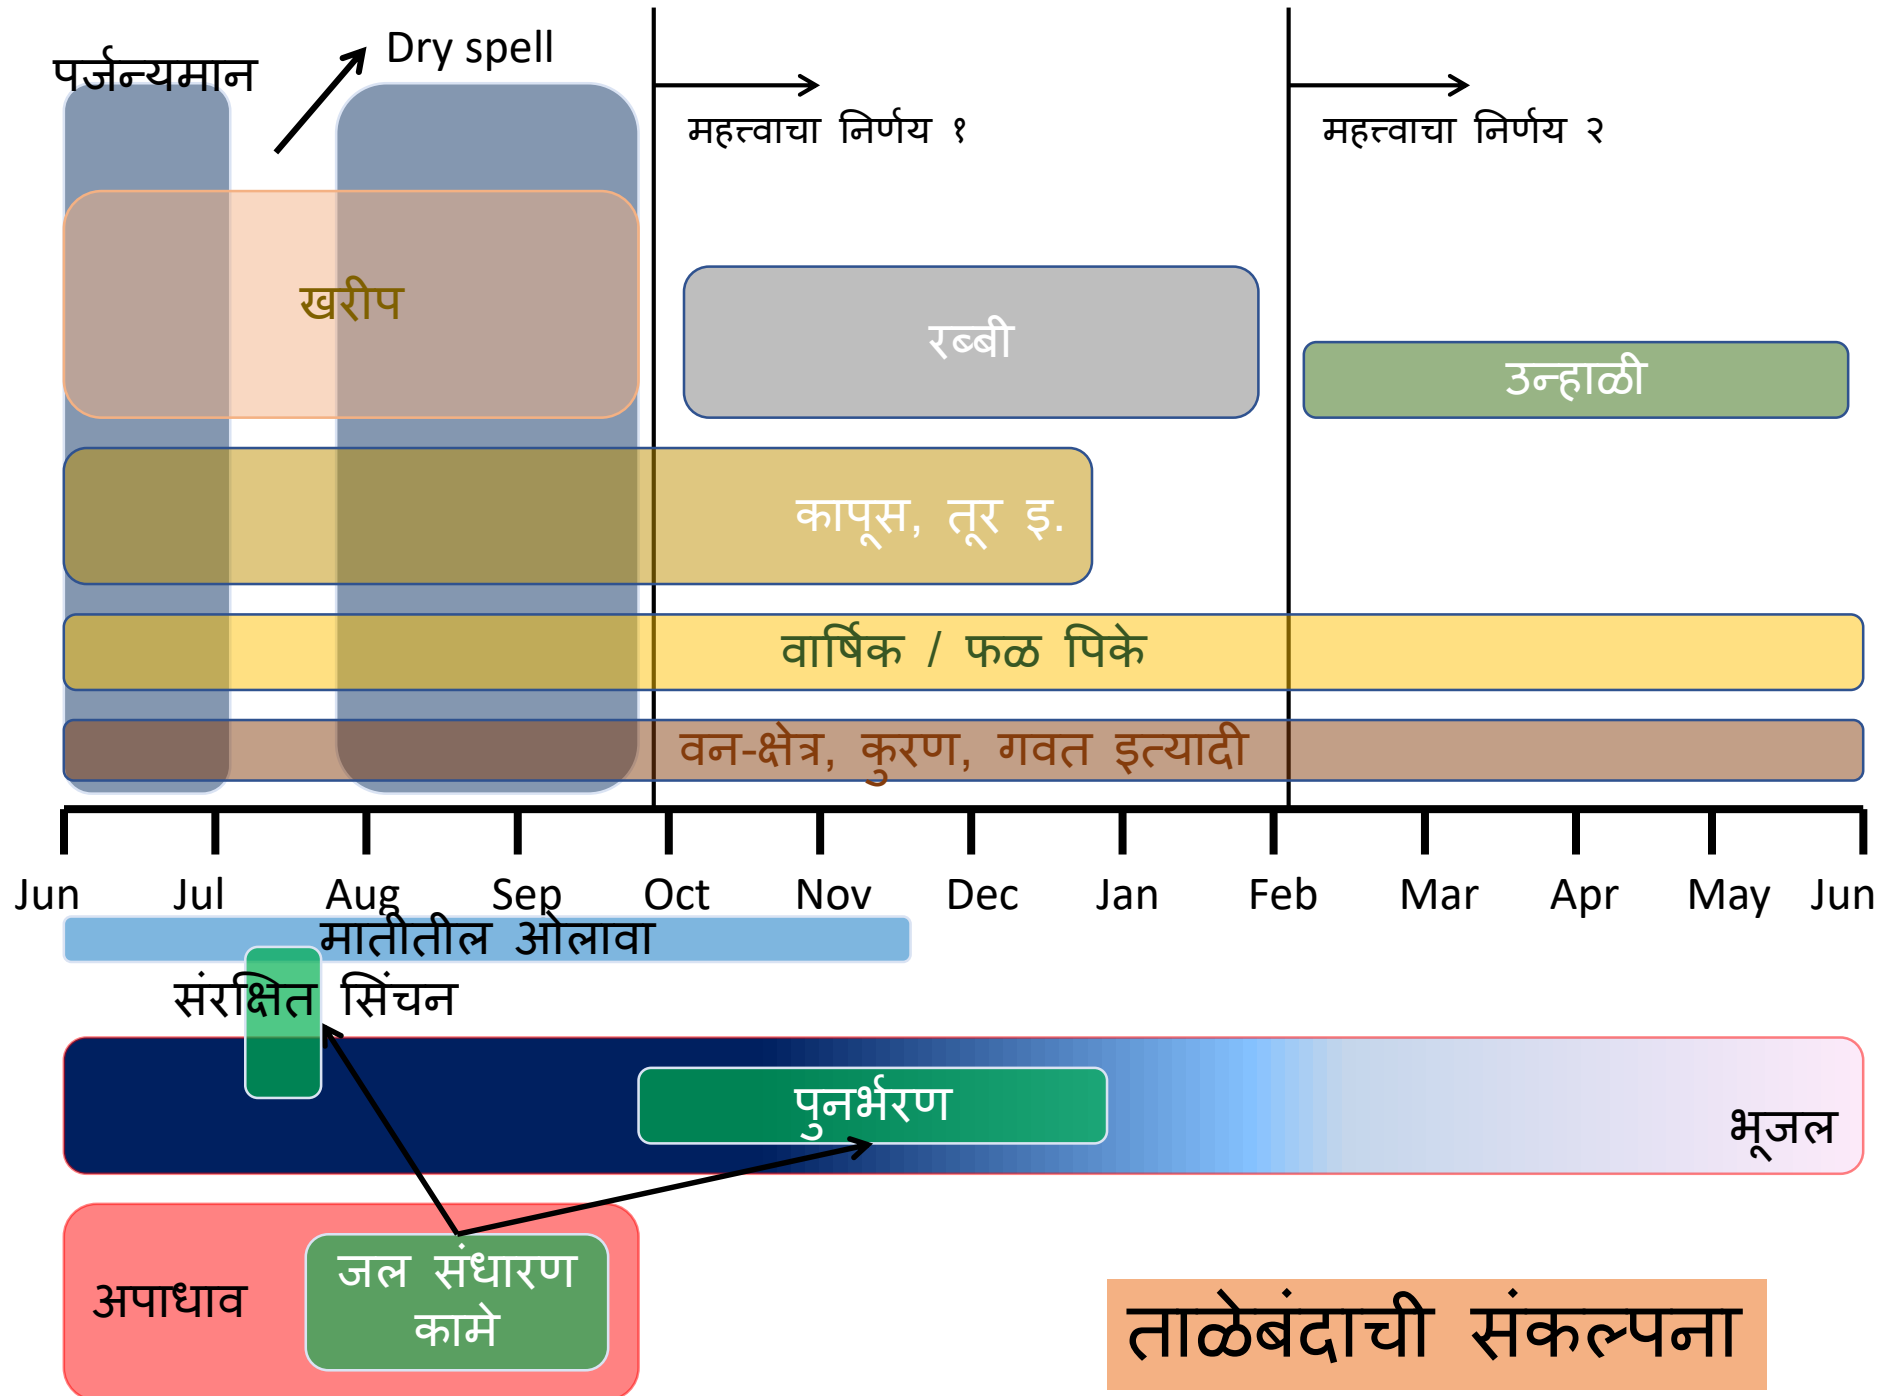 Dry spell
पर्जन्यमान
महत्त्वाचा निर्णय १
महत्त्वाचा निर्णय २
खरीप
रब्बी
उन्हाळी
कापूस, तूर इ.
वार्षिक / फळ पिके
वन-क्षेत्र, कुरण, गवत इत्यादी
Jun Jul Aug Sep Oct Nov Dec Jan Feb Mar Apr May Jun
मातीतील ओलावा
संरक्षित सिंचन
पुनर्भरण
भूजल
जल संधारण
कामे
अपाधाव
ताळेबंदाची संकल्पना